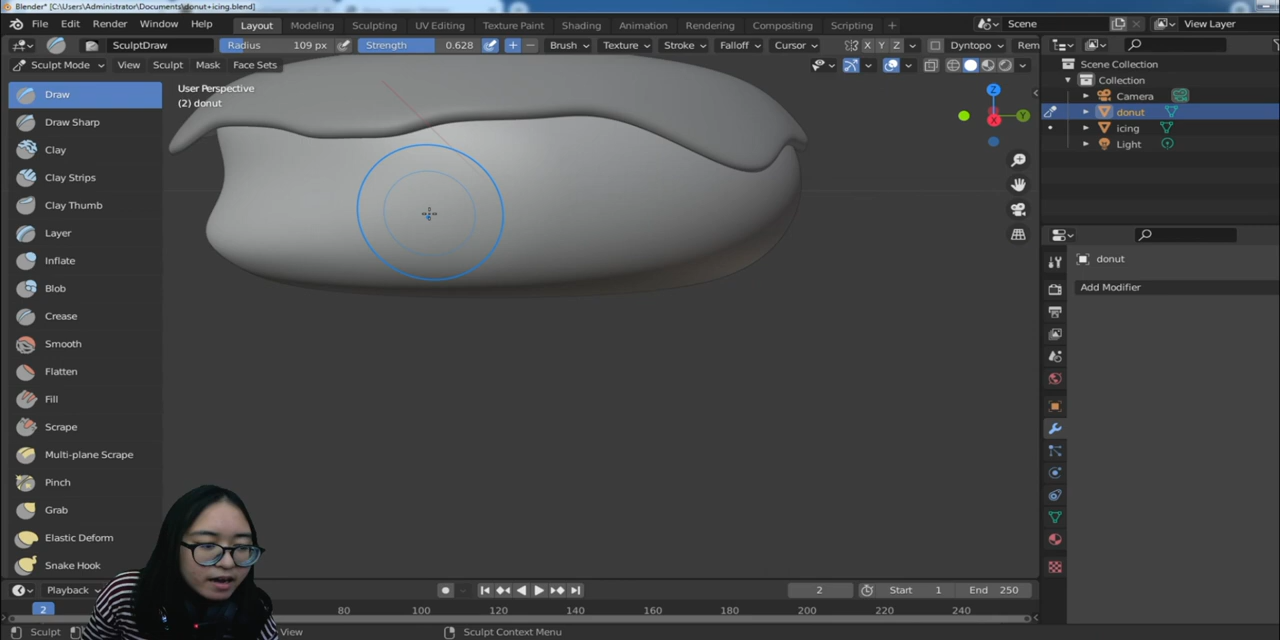 Blender* [C:\Users\Administrator\Documents\donut+icing.blend]
File Edit Render Window Help Layout Modeling Sculpting UV Editing Texture Paint Shading Animation Rendering Compositing Scripting + Scene View Layer
SculptDraw Radius 109 px Strength 0.628 Brush Texture Stroke Falloff Cursor X Y Z Dyntopo Rem
Sculpt Mode View Sculpt Mask Face Sets
Scene Collection
Collection
Camera
donut
icing
Light
User Perspective
(2) donut
Z
Y
X
Draw
Draw Sharp
Clay
Clay Strips
Clay Thumb
Layer
Inflate
Blob
Crease
Smooth
Flatten
Fill
Scrape
Multi-plane Scrape
Pinch
Grab
Elastic Deform
Snake Hook
donut
Add Modifier
Playback 2 Start 1 End 250
2 80 100 120 140 160 180 200 220 240
Sculpt View Sculpt Context Menu